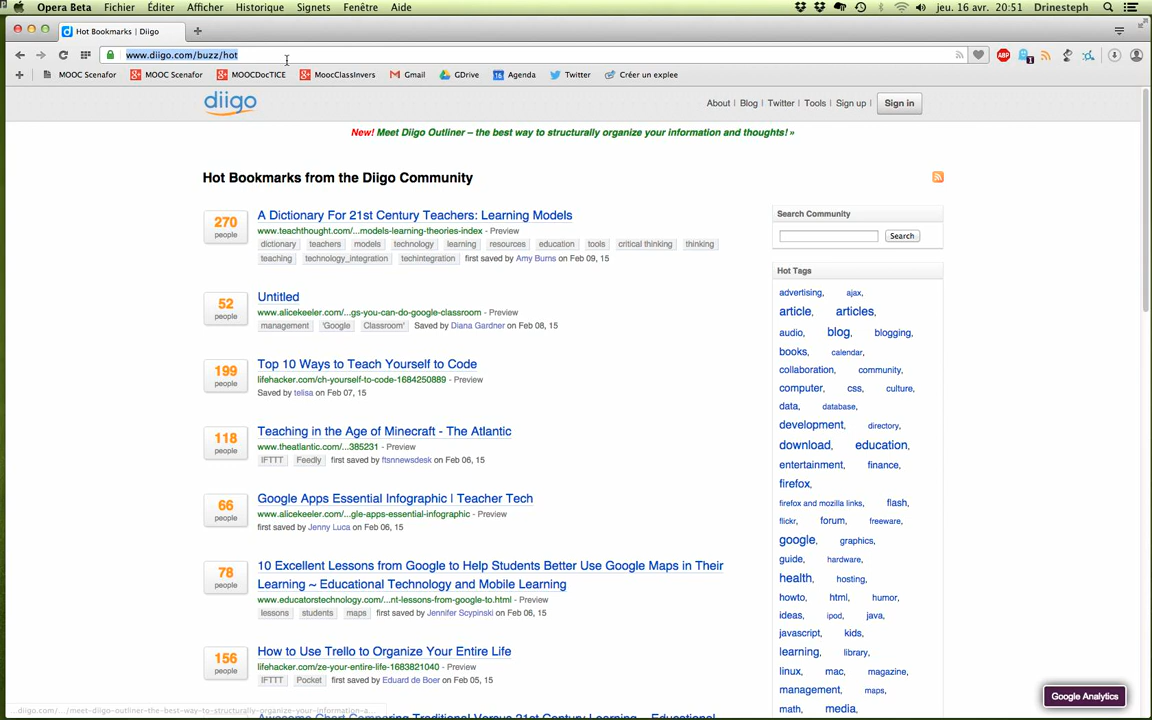 Opera Beta Fichier Éditer Afficher Historique Signets Fenêtre Aide jeu. 16 avr. 20:51 Drinesteph
Hot Bookmarks | Diigo
www.diigo.com/buzz/hot
MOOC Scenafor MOOC Scenafor MOOCDocTICE MoocClassInvers Gmail GDrive Agenda Twitter Créer un explee
diigo About | Blog | Twitter | Tools | Sign up | Sign in
New! Meet Diigo Outliner – the best way to structurally organize your information and thoughts! »
Hot Bookmarks from the Diigo Community
270 people
A Dictionary For 21st Century Teachers: Learning Models
www.teachthought.com/...models-learning-theories-index - Preview
dictionary teachers models technology learning resources education tools critical thinking thinking
teaching technology_integration techintegration first saved by Amy Burns on Feb 09, 15
52 people
Untitled
www.alicekeeler.com/...gs-you-can-do-google-classroom - Preview
management 'Google Classroom' Saved by Diana Gardner on Feb 08, 15
199 people
Top 10 Ways to Teach Yourself to Code
lifehacker.com/ch-yourself-to-code-1684250889 - Preview
Saved by telisa on Feb 07, 15
118 people
Teaching in the Age of Minecraft - The Atlantic
www.theatlantic.com/...385231 - Preview
IFTTT Feedly first saved by ftsnnewsdesk on Feb 06, 15
66 people
Google Apps Essential Infographic | Teacher Tech
www.alicekeeler.com/...gle-apps-essential-infographic - Preview
first saved by Jenny Luca on Feb 06, 15
78 people
10 Excellent Lessons from Google to Help Students Better Use Google Maps in Their
Learning ~ Educational Technology and Mobile Learning
www.educatorstechnology.com/...nt-lessons-from-google-to.html - Preview
lessons students maps first saved by Jennifer Scypinski on Feb 06, 15
156 people
How to Use Trello to Organize Your Entire Life
lifehacker.com/ze-your-entire-life-1683821040 - Preview
IFTTT Pocket first saved by Eduard de Boer on Feb 05, 15
Awesome Chart Comparing Traditional Versus 21st Century Learning ~ Educational
diigo.com/.../meet-diigo-outliner-the-best-way-to-structurally-organize-your-information-a...
Search Community
Search
Hot Tags
advertising, ajax,
article, articles,
audio, blog, blogging,
books, calendar,
collaboration, community,
computer, css, culture,
data, database,
development, directory,
download, education,
entertainment, finance,
firefox,
firefox and mozilla links, flash,
flickr, forum, freeware,
google, graphics,
guide, hardware,
health, hosting,
howto, html, humor,
ideas, ipod, java,
javascript, kids,
learning, library,
linux, mac, magazine,
management, maps,
math, media,
Google Analytics